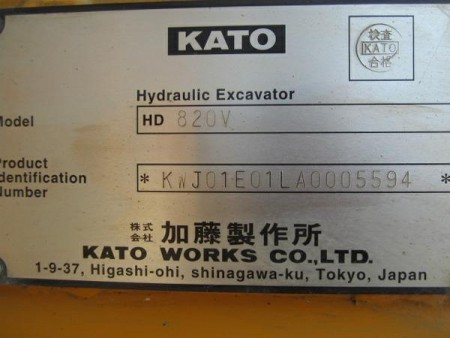 KATO
検査
KATO
合格
Hydraulic Excavator
Model
HD 820V
Product
Identification
Number
* KWJ01E01LA0005594 *
株式会社 加藤製作所
KATO WORKS CO.,LTD.
1-9-37, Higashi-ohi, shinagawa-ku, Tokyo, Japan